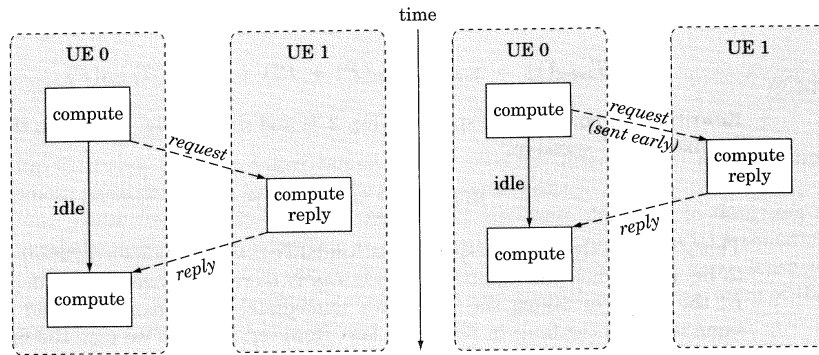 time
UE 0
UE 1
compute
request
idle
compute
reply
reply
compute
UE 0
UE 1
compute
request
(sent early)
compute
reply
idle
reply
compute